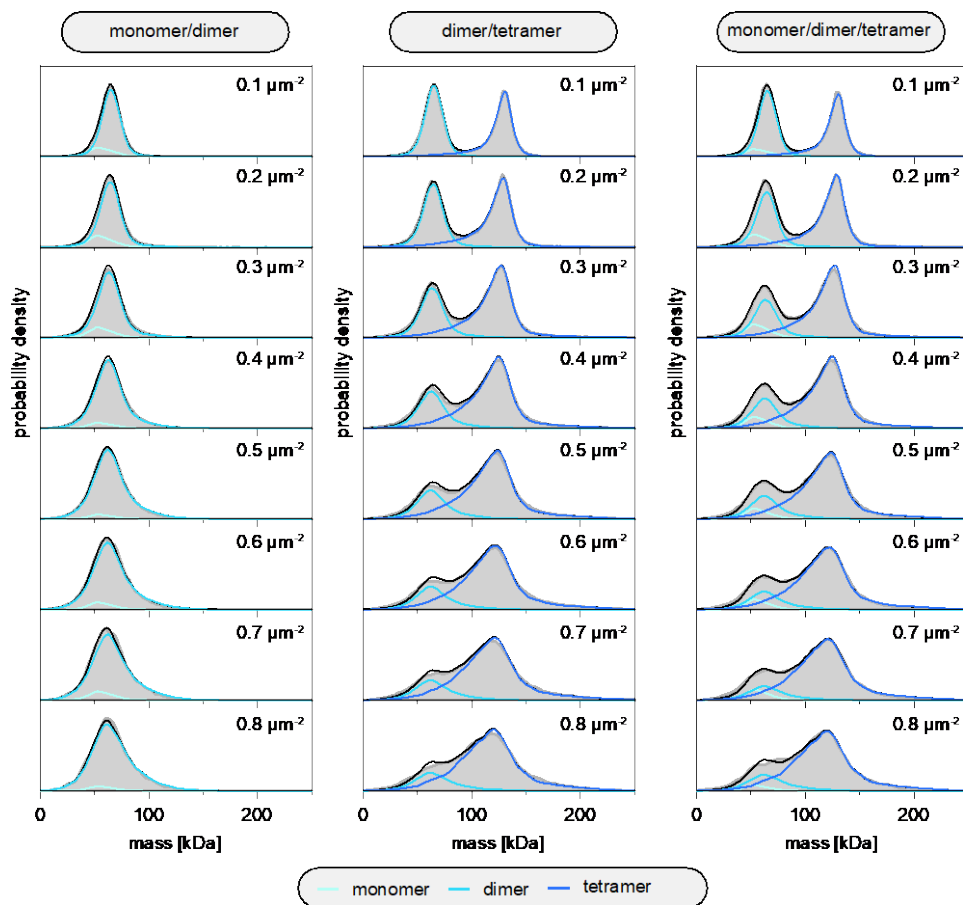 monomer/dimer
dimer/tetramer
monomer/dimer/tetramer
0.1 µm⁻²
0.1 µm⁻²
0.1 µm⁻²
0.2 µm⁻²
0.2 µm⁻²
0.2 µm⁻²
0.3 µm⁻²
0.3 µm⁻²
0.3 µm⁻²
probability density
probability density
probability density
0.4 µm⁻²
0.4 µm⁻²
0.4 µm⁻²
0.5 µm⁻²
0.5 µm⁻²
0.5 µm⁻²
0.6 µm⁻²
0.6 µm⁻²
0.6 µm⁻²
0.7 µm⁻²
0.7 µm⁻²
0.7 µm⁻²
0.8 µm⁻²
0.8 µm⁻²
0.8 µm⁻²
0 100 200
0 100 200
0 100 200
mass [kDa]
mass [kDa]
mass [kDa]
monomer dimer tetramer